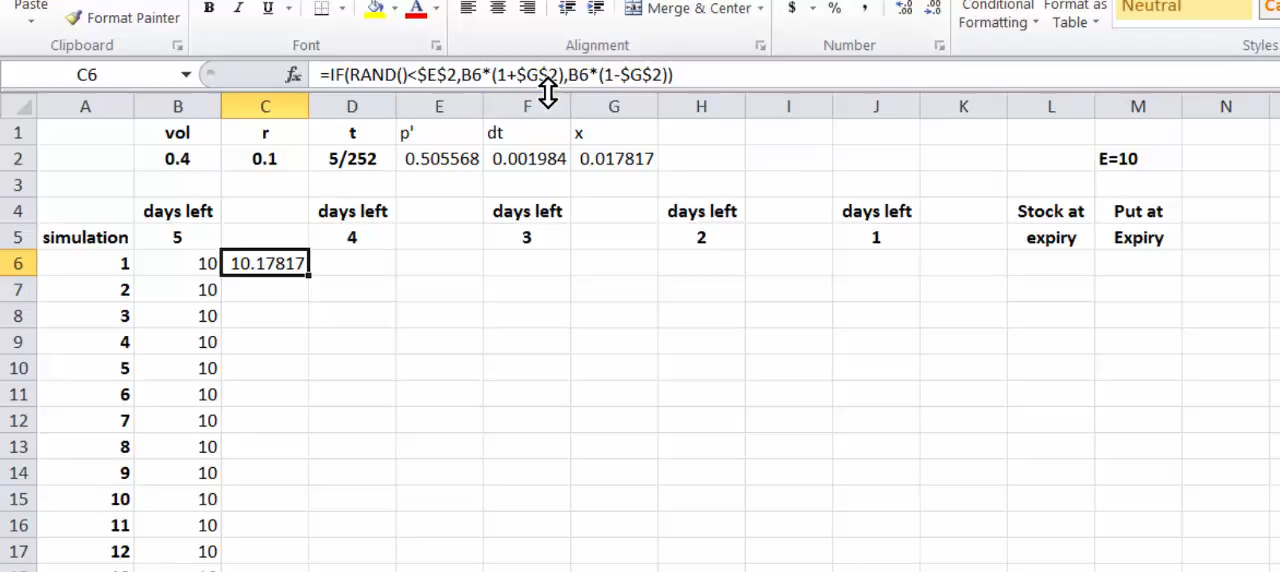 Paste
Format Painter
B I U A
Merge & Center
$ % ,
.00 .0
.00
Conditional
Formatting
Format as
Table
Neutral
Clipboard
Font
Alignment
Number
Styles
C6
fx =IF(RAND()<$E$2,B6*(1+$G$2),B6*(1-$G$2))
A B C D E F G H I J K L M N
1 vol r t p' dt x
2 0.4 0.1 5/252 0.505568 0.001984 0.017817 E=10
3
4 days left days left days left days left days left Stock at Put at
5 simulation 5 4 3 2 1 expiry Expiry
6 1 10 10.17817
7 2 10
8 3 10
9 4 10
10 5 10
11 6 10
12 7 10
13 8 10
14 9 10
15 10 10
16 11 10
17 12 10